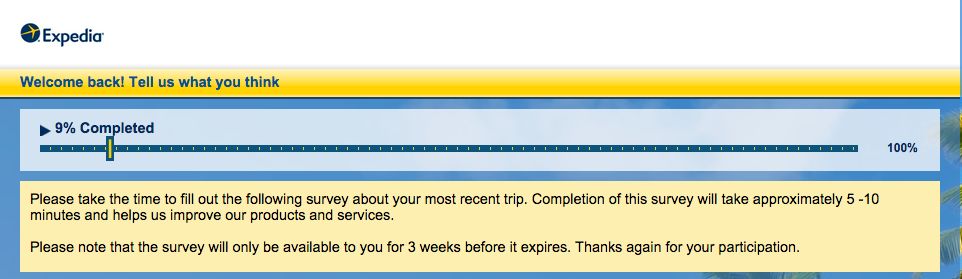 Expedia
Welcome back! Tell us what you think
9% Completed
100%
Please take the time to fill out the following survey about your most recent trip. Completion of this survey will take approximately 5 -10
minutes and helps us improve our products and services.
Please note that the survey will only be available to you for 3 weeks before it expires. Thanks again for your participation.